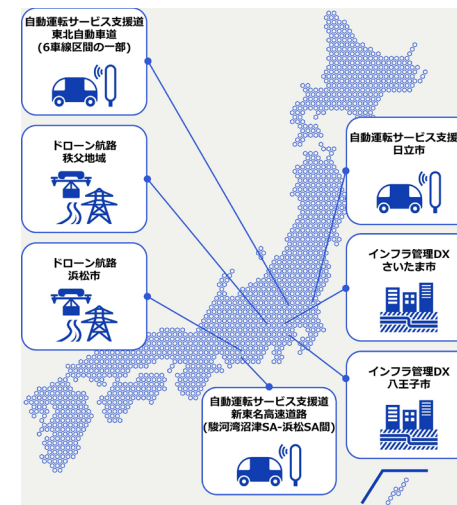 自動運転サービス支援道
東北自動車道
(6車線区間の一部)
ドローン航路
秩父地域
ドローン航路
浜松市
自動運転サービス支援
日立市
インフラ管理DX
さいたま市
インフラ管理DX
八王子市
自動運転サービス支援道
新東名高速道路
(駿河湾沼津SA-浜松SA間)